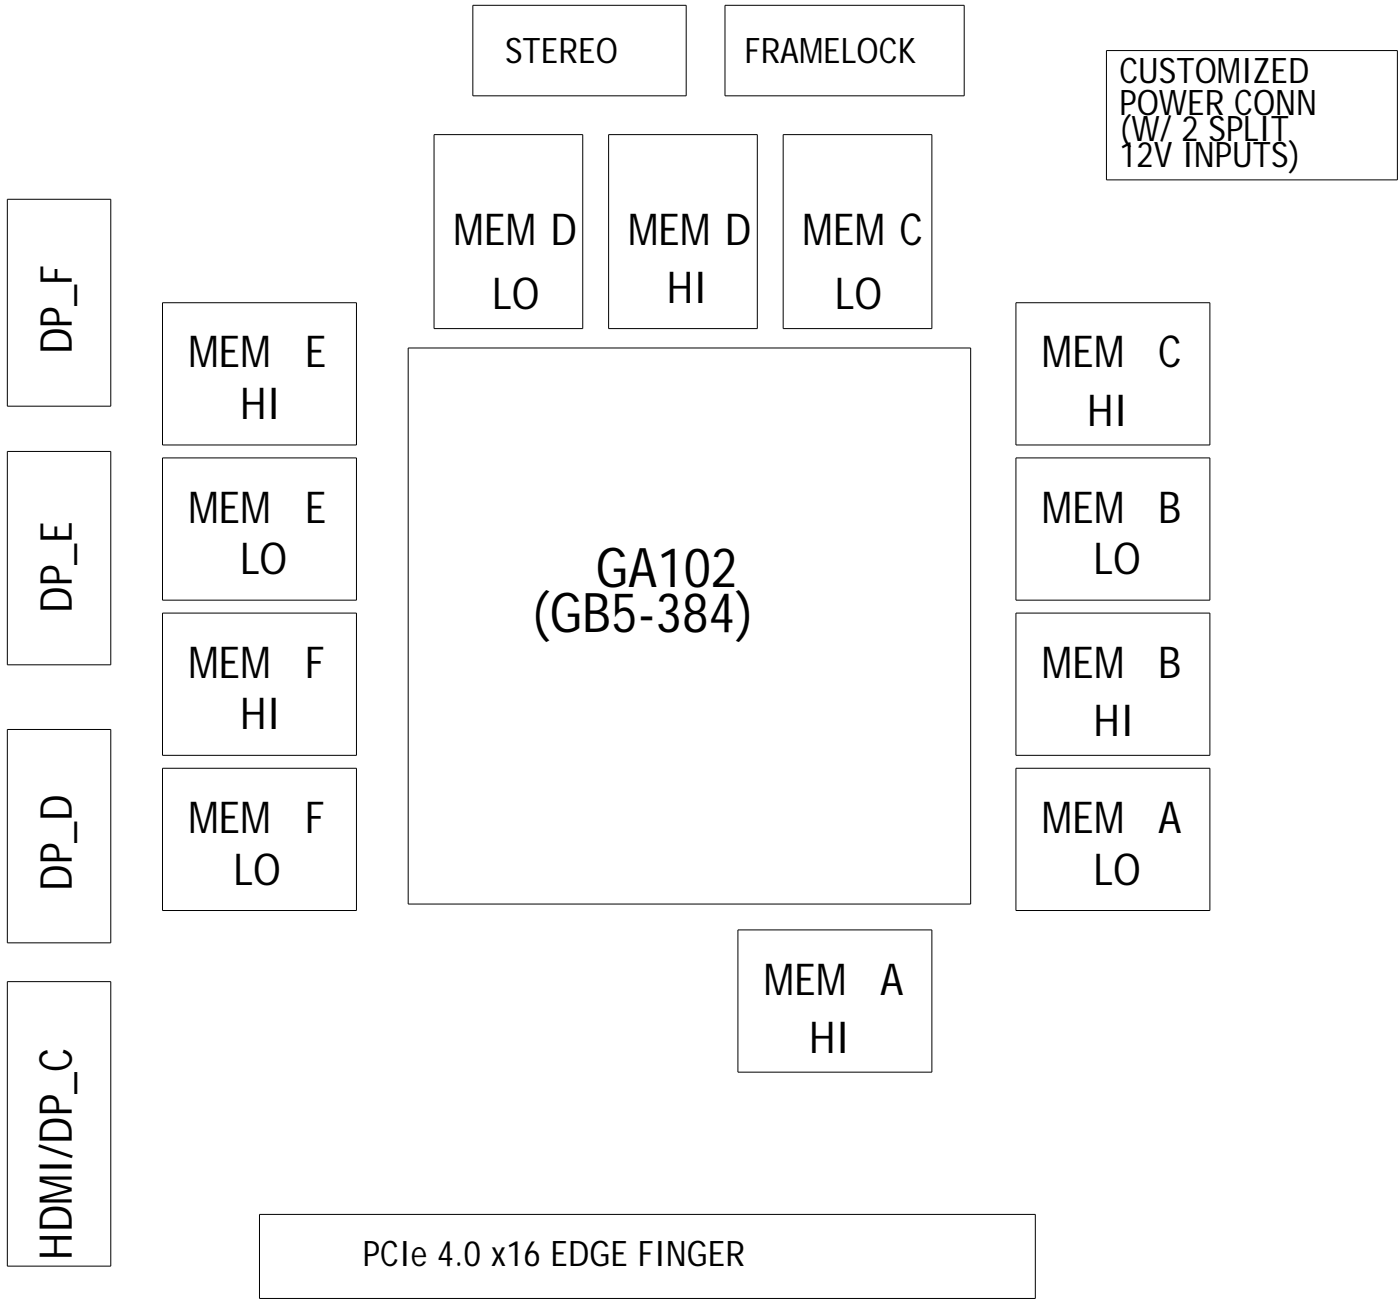 STEREO
FRAMELOCK
CUSTOMIZED
POWER CONN
(W/ 2 SPLIT
12V INPUTS)
MEM D
LO
MEM D
HI
MEM C
LO
DP_F
MEM E
HI
MEM C
HI
DP_E
MEM E
LO
GA102
(GB5-384)
MEM B
LO
MEM F
HI
MEM B
HI
DP_D
MEM F
LO
MEM A
LO
MEM A
HI
HDMI/DP_C
PCIe 4.0 x16 EDGE FINGER